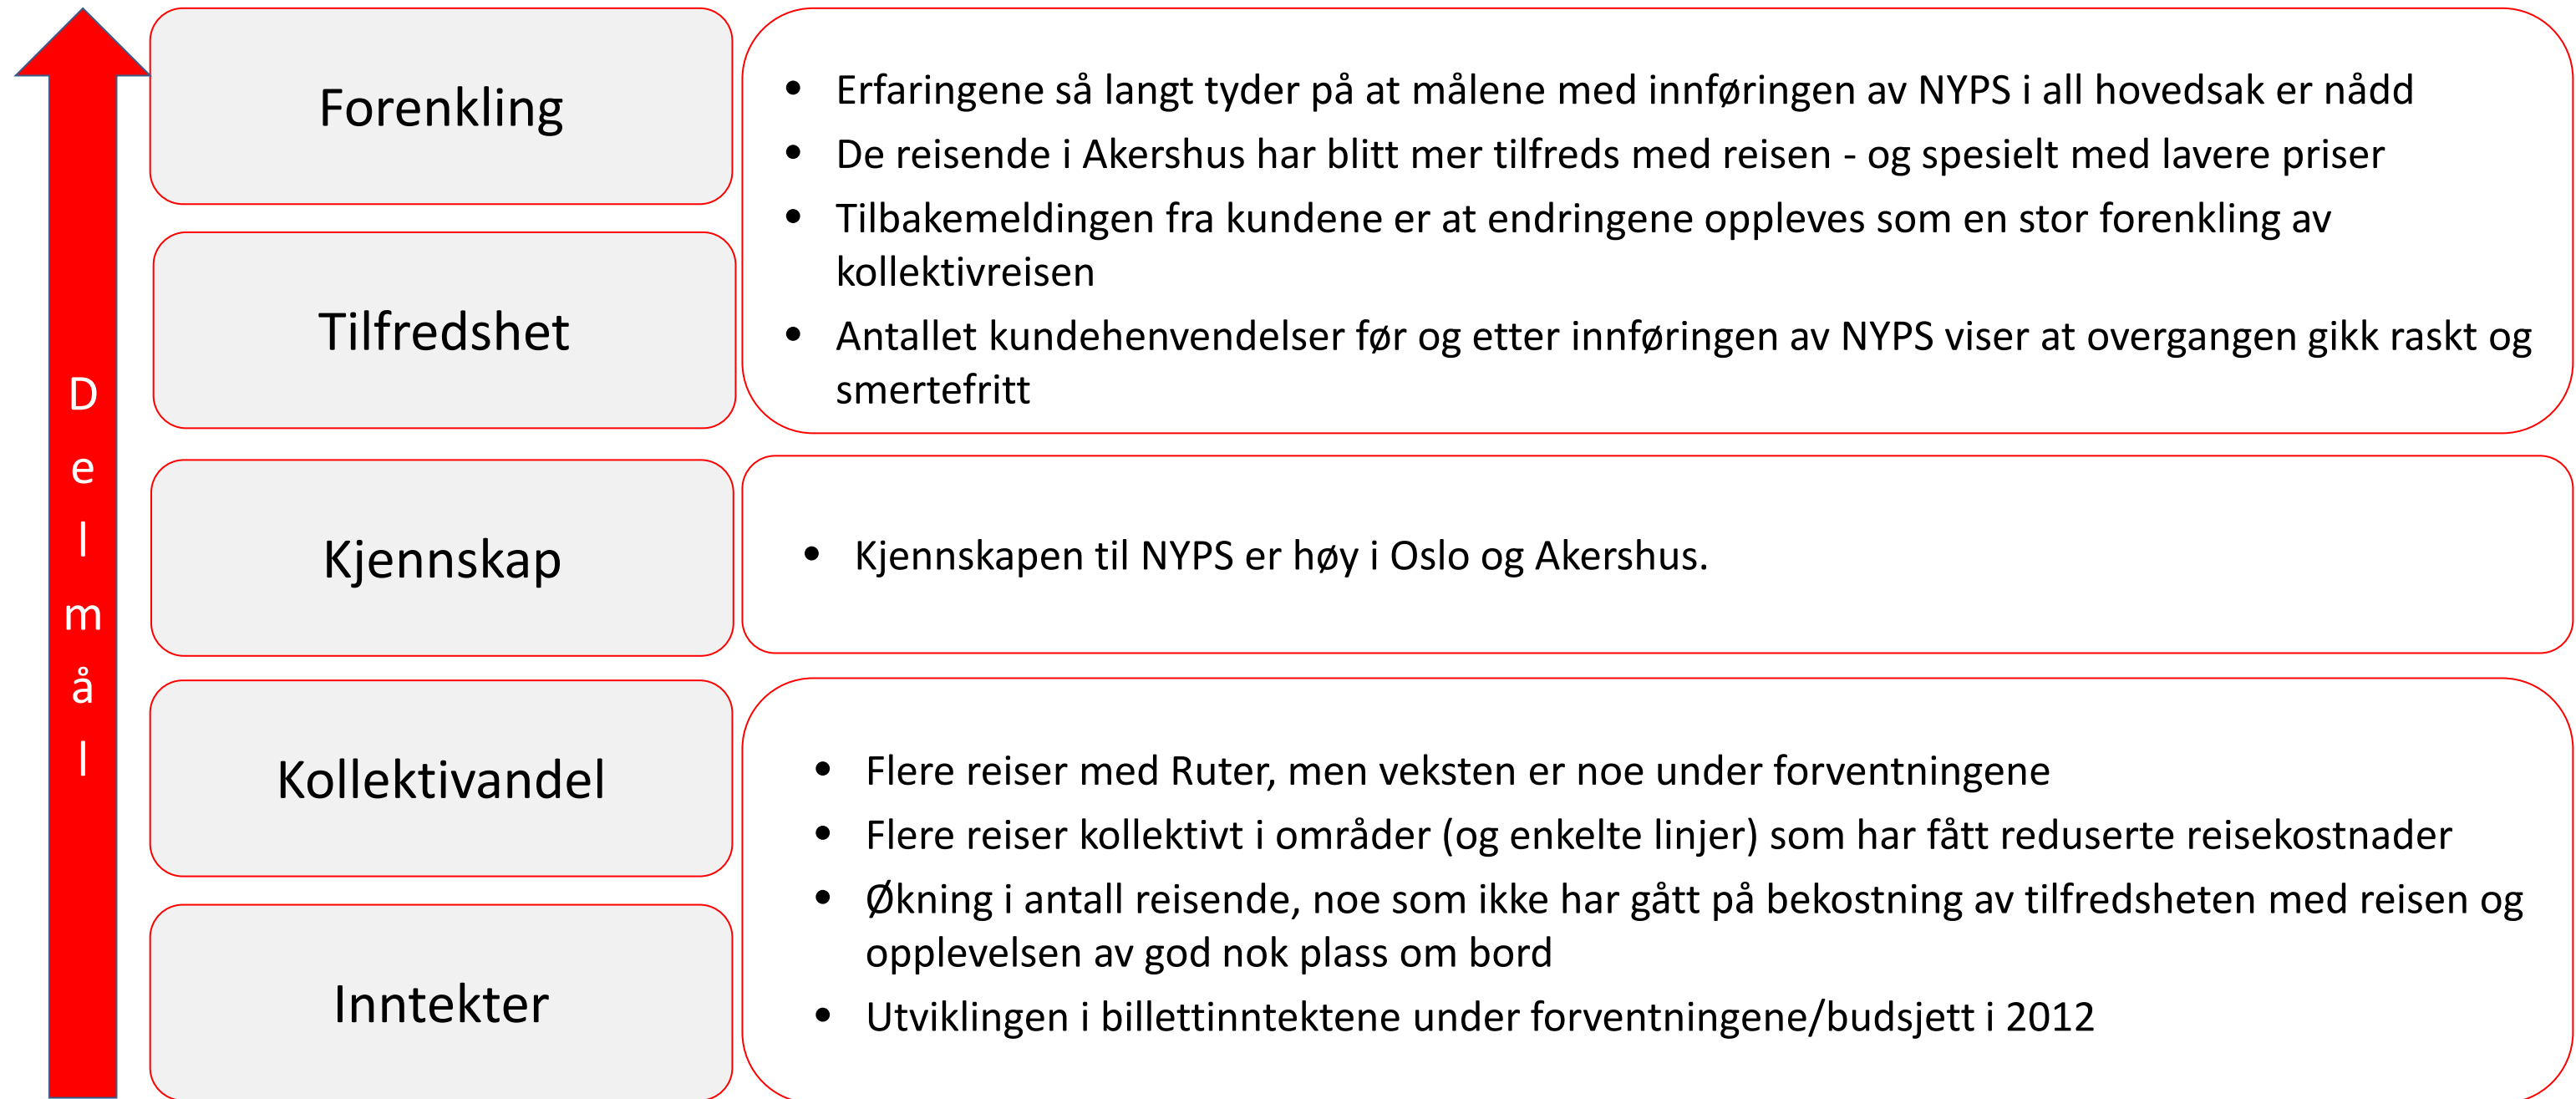 Delmål
Forenkling
Tilfredshet
• Erfaringene så langt tyder på at målene med innføringen av NYPS i all hovedsak er nådd
• De reisende i Akershus har blitt mer tilfreds med reisen - og spesielt med lavere priser
• Tilbakemeldingen fra kundene er at endringene oppleves som en stor forenkling av
kollektivreisen
• Antallet kundehenvendelser før og etter innføringen av NYPS viser at overgangen gikk raskt og
smertefritt
Kjennskap
• Kjennskapen til NYPS er høy i Oslo og Akershus.
Kollektivandel
Inntekter
• Flere reiser med Ruter, men veksten er noe under forventningene
• Flere reiser kollektivt i områder (og enkelte linjer) som har fått reduserte reisekostnader
• Økning i antall reisende, noe som ikke har gått på bekostning av tilfredsheten med reisen og
opplevelsen av god nok plass om bord
• Utviklingen i billettinntektene under forventningene/budsjett i 2012